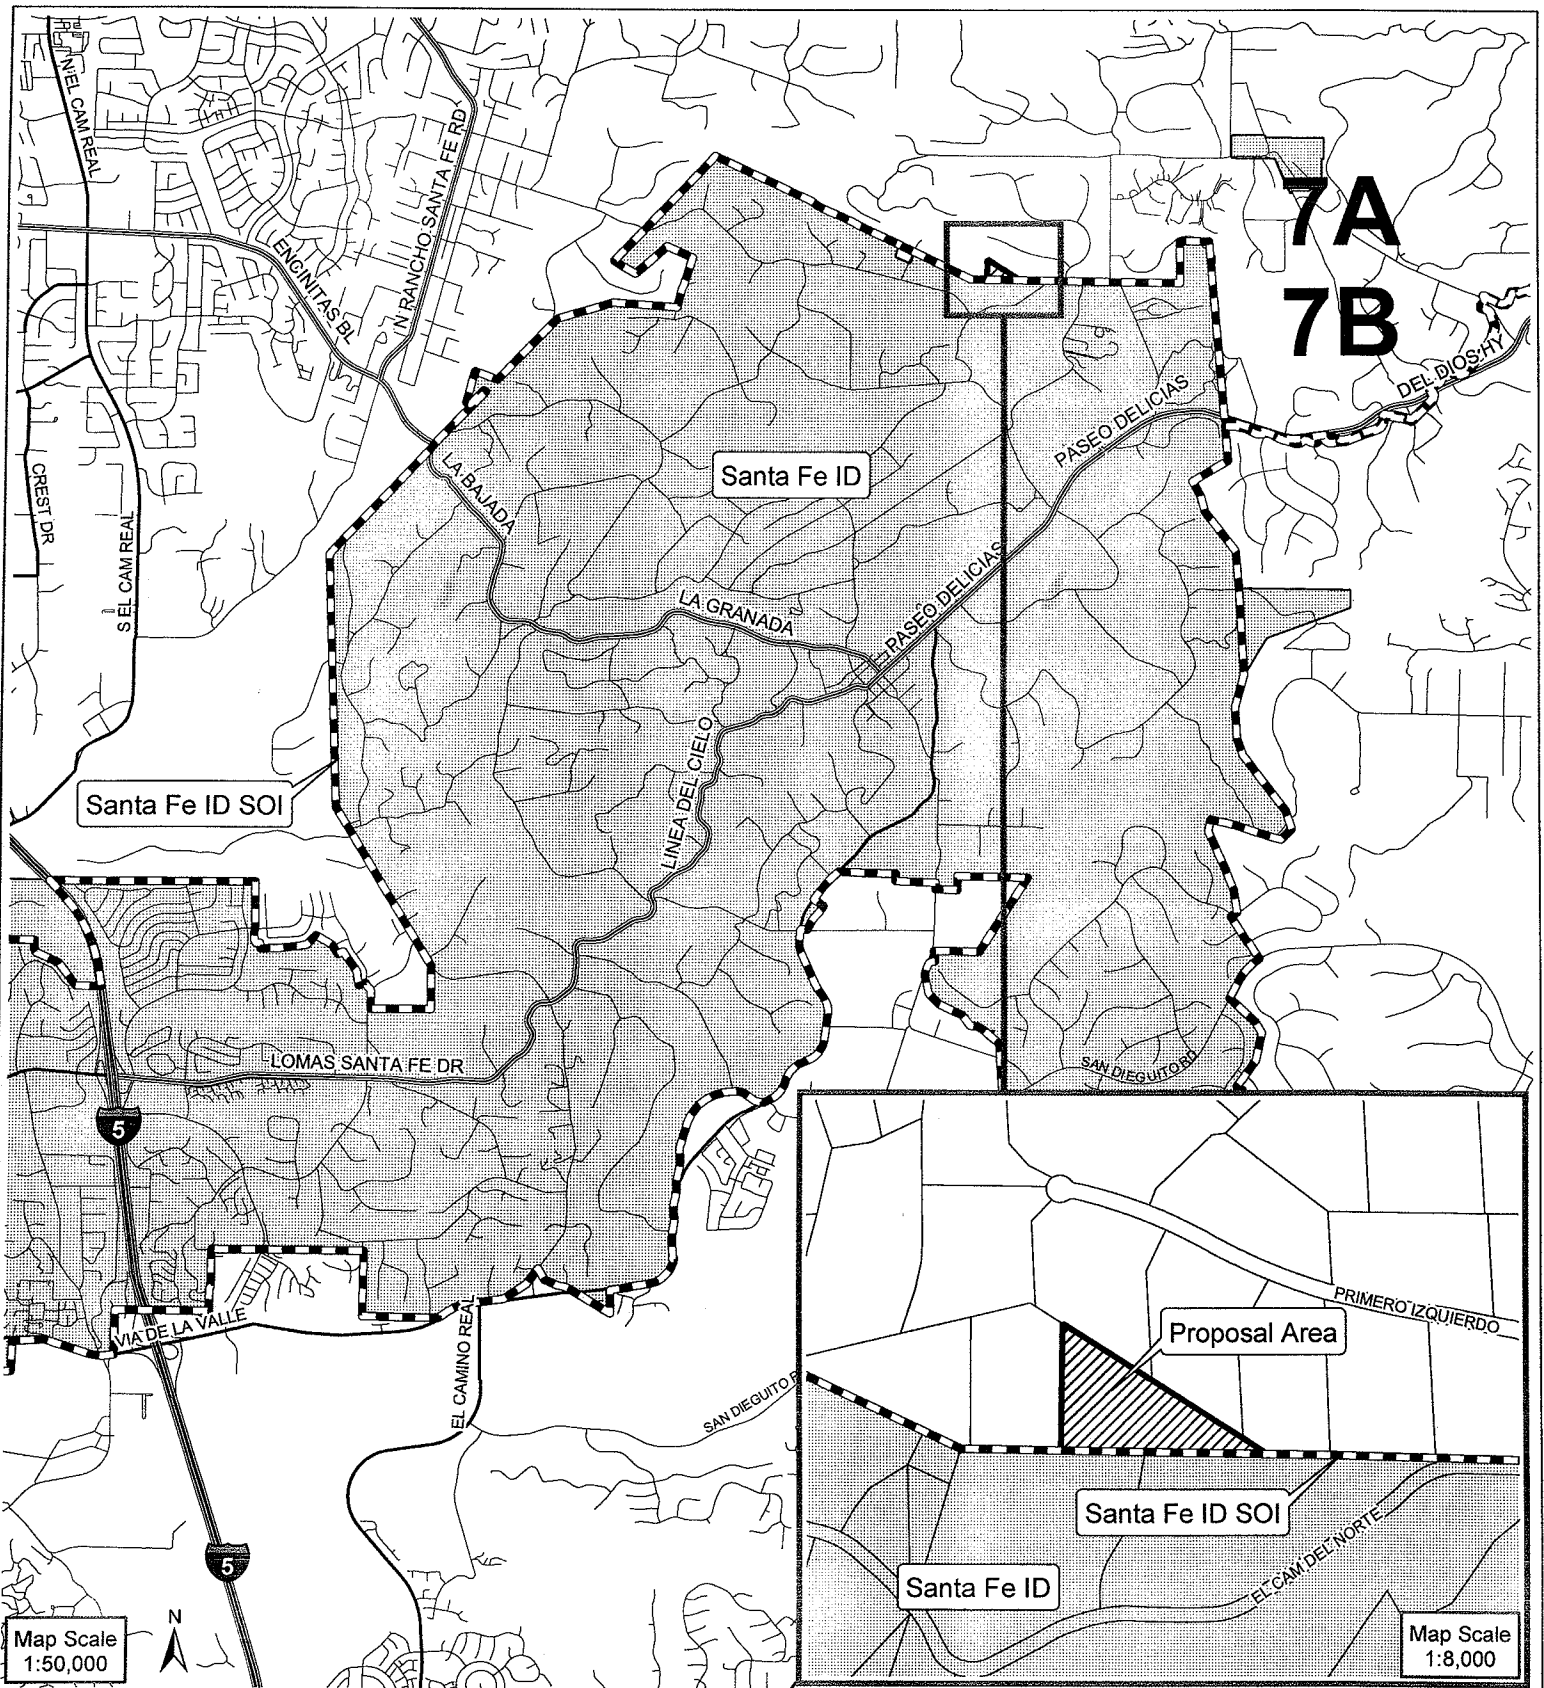 N EL CAM REAL
N RANCHO SANTA FE RD
7A
7B
ENCINITAS BL
DEL DIOS HY
PASEO DELICIAS
Santa Fe ID
LA BAJADA
CREST DR
S EL CAM REAL
PASEO DELICIAS
LA GRANADA
LINEA DEL CIELO
Santa Fe ID SOI
LOMAS SANTA FE DR
SAN DIEGUITO RD
5
VIA DE LA VALLE
EL CAMINO REAL
SAN DIEGUITO R
PRIMERO IZQUIERDO
Proposal Area
Santa Fe ID SOI
EL CAM DEL NORTE
Santa Fe ID
5
N
Map Scale
1:50,000
Map Scale
1:8,000